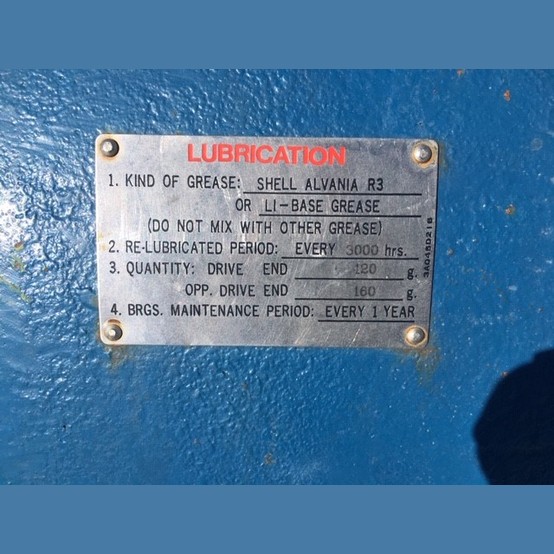 LUBRICATION
1. KIND OF GREASE: SHELL ALVANIA R3
OR LI-BASE GREASE
(DO NOT MIX WITH OTHER GREASE)
2. RE-LUBRICATED PERIOD: EVERY 3000 hrs.
3. QUANTITY: DRIVE END 120 g.
OPP. DRIVE END 160 g.
4. BRGS. MAINTENANCE PERIOD: EVERY 1 YEAR